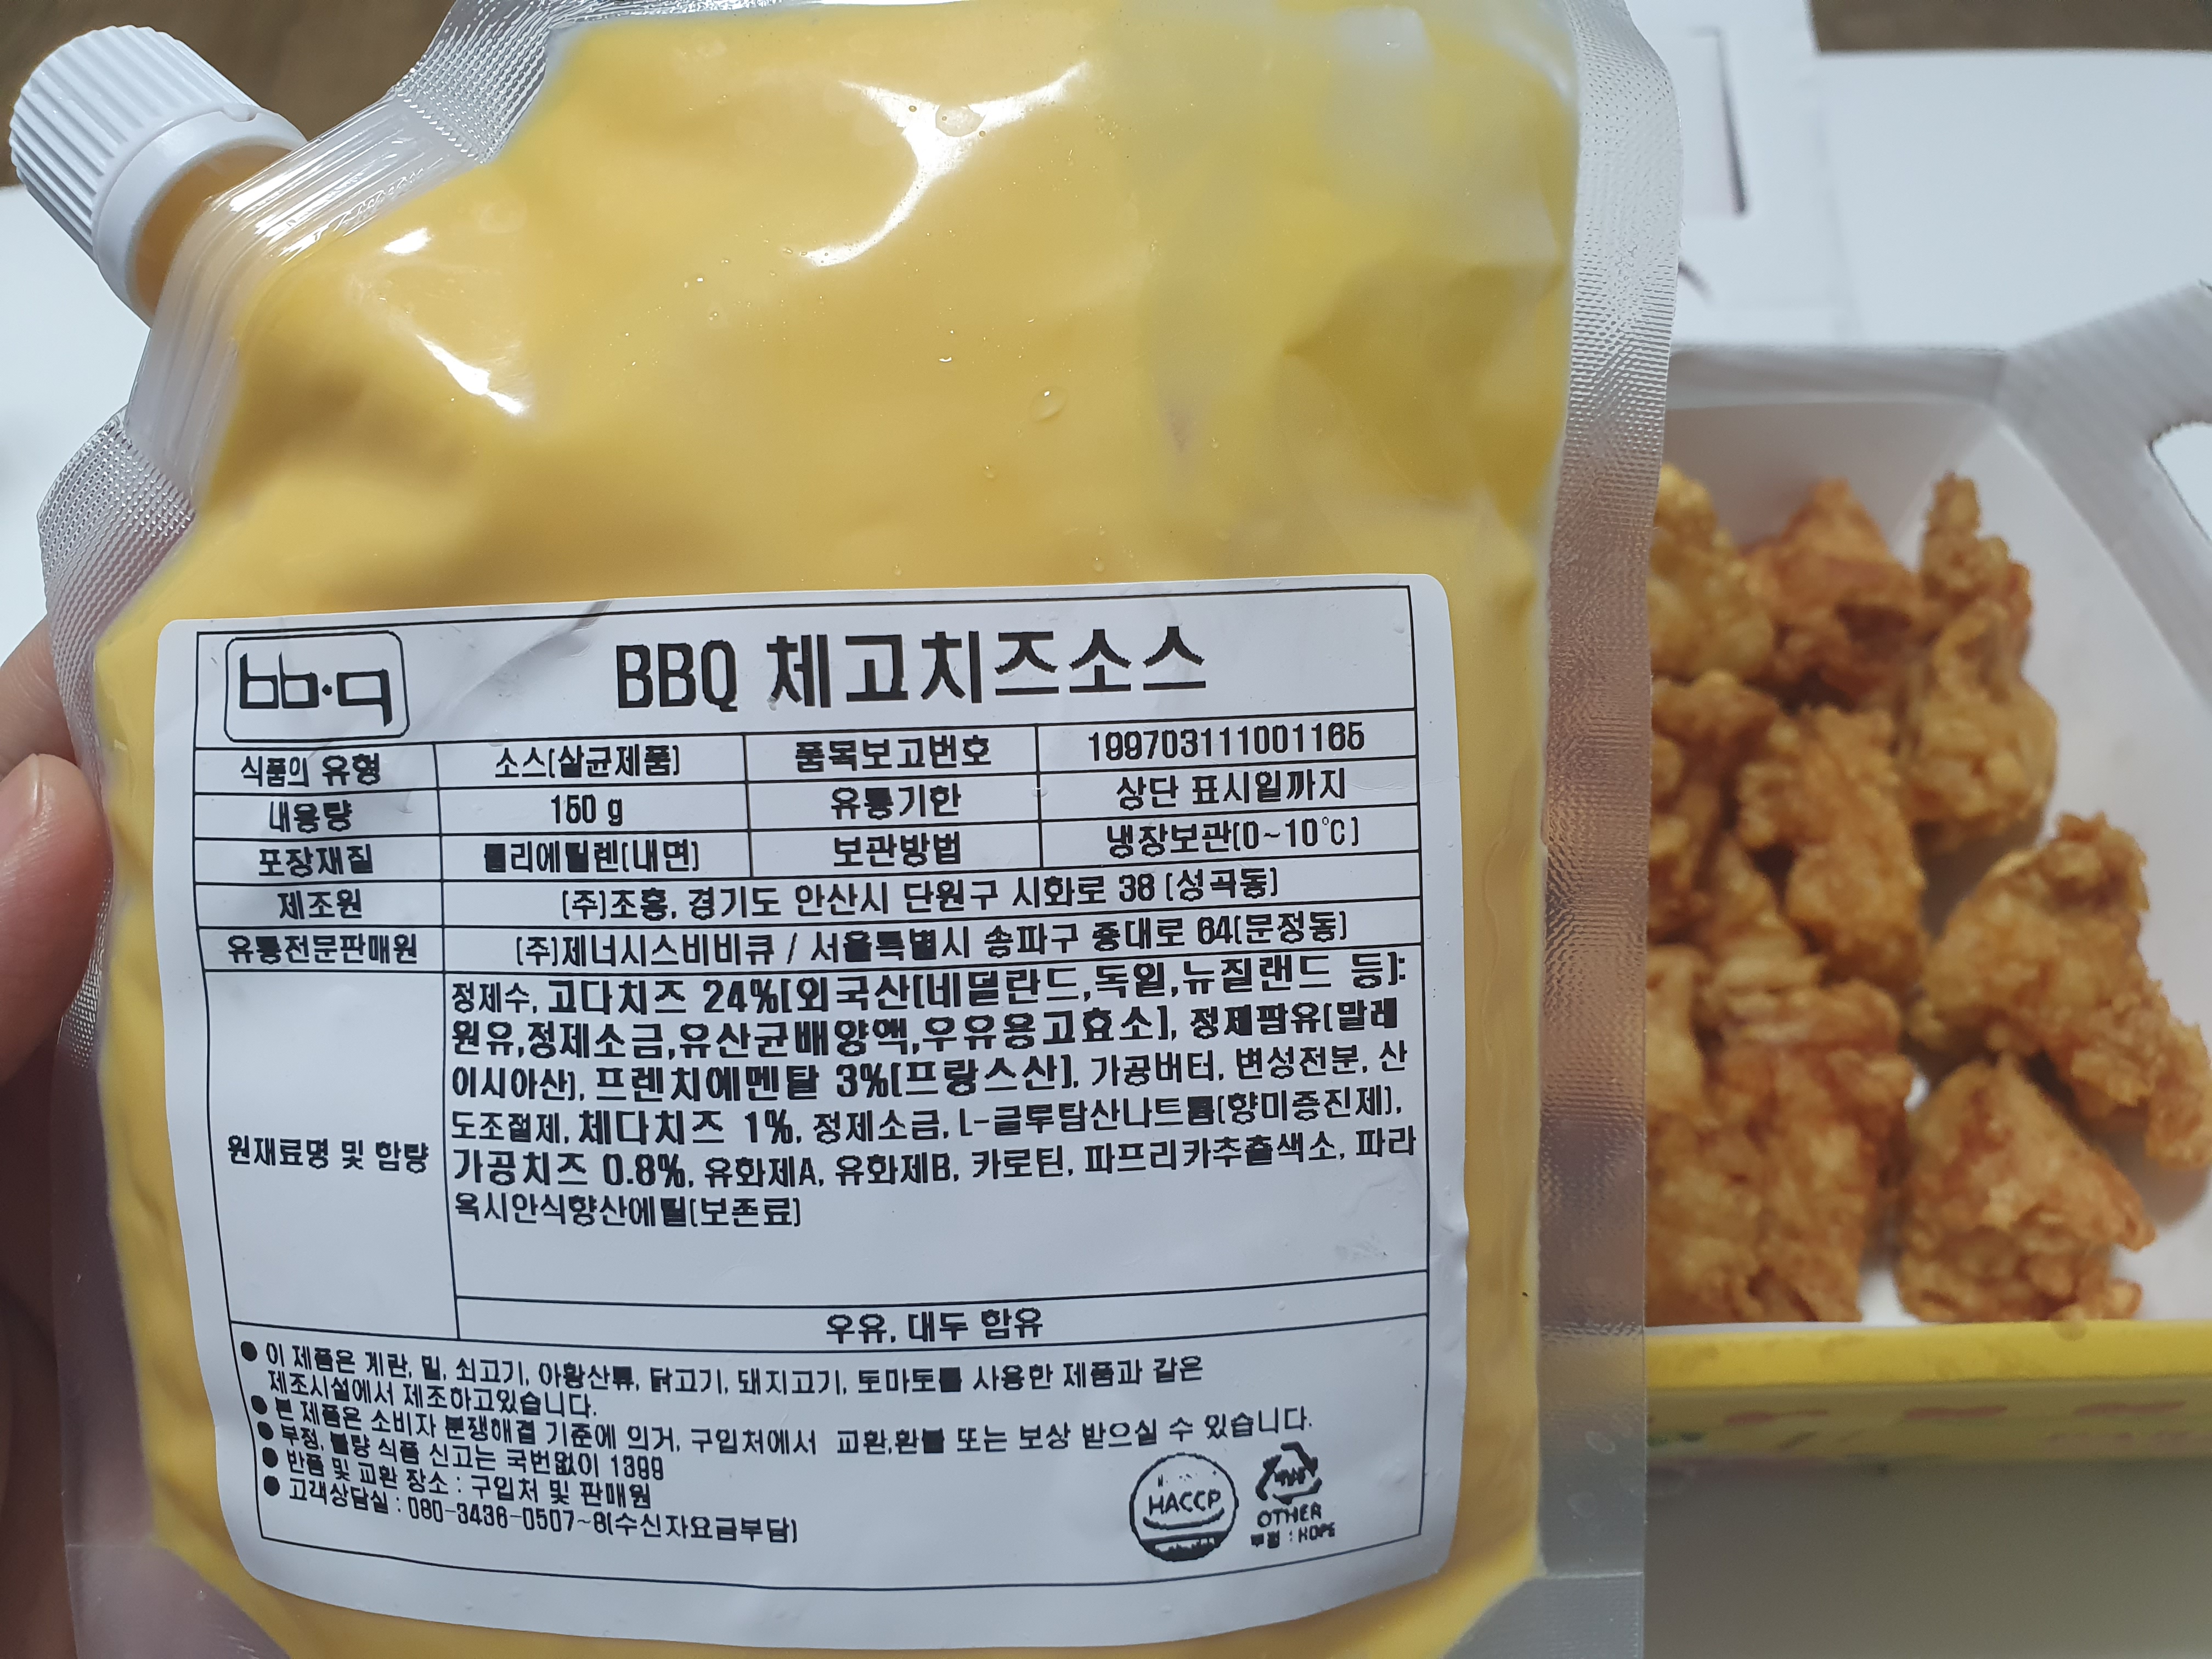 bb.q
BBQ 체고치즈소스
식품의 유형 소스(살균제품) 품목보고번호 199703111001165
내용량 150 g 유통기한 상단 표시일까지
포장재질 폴리에틸렌(내면) 보관방법 냉장보관(0~10℃)
제조원 (주)조흥, 경기도 안산시 단원구 시화로 38 (성곡동)
유통전문판매원 (주)제너시스비비큐 / 서울특별시 송파구 중대로 64(문정동)
원재료명 및 함량
정제수, 고다치즈 24%[외국산(네덜란드,독일,뉴질랜드 등):
원유,정제소금,유산균배양액,우유응고효소], 정제팜유(말레
이시아산), 프렌치에멘탈 3%(프랑스산), 가공버터, 변성전분, 산
도조절제, 체다치즈 1%, 정제소금, L-글루탐산나트륨(향미증진제),
가공치즈 0.8%, 유화제A, 유화제B, 카로틴, 파프리카추출색소, 파라
옥시안식향산에틸(보존료)
우유, 대두 함유
● 이 제품은 계란, 밀, 쇠고기, 아황산류, 닭고기, 돼지고기, 토마토를 사용한 제품과 같은
제조시설에서 제조하고있습니다.
● 본 제품은 소비자 분쟁해결 기준에 의거, 구입처에서 교환,환불 또는 보상 받으실 수 있습니다.
● 부정, 불량 식품 신고는 국번없이 1399
● 반품 및 교환 장소 : 구입처 및 판매원
● 고객상담실 : 080-3436-0507~8(수신자요금부담)
HACCP
OTHER
뚜껑 : HDPE